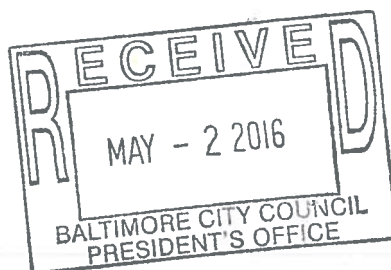 RECEIVED
MAY - 2 2016
BALTIMORE CITY COUNCIL
PRESIDENT'S OFFICE